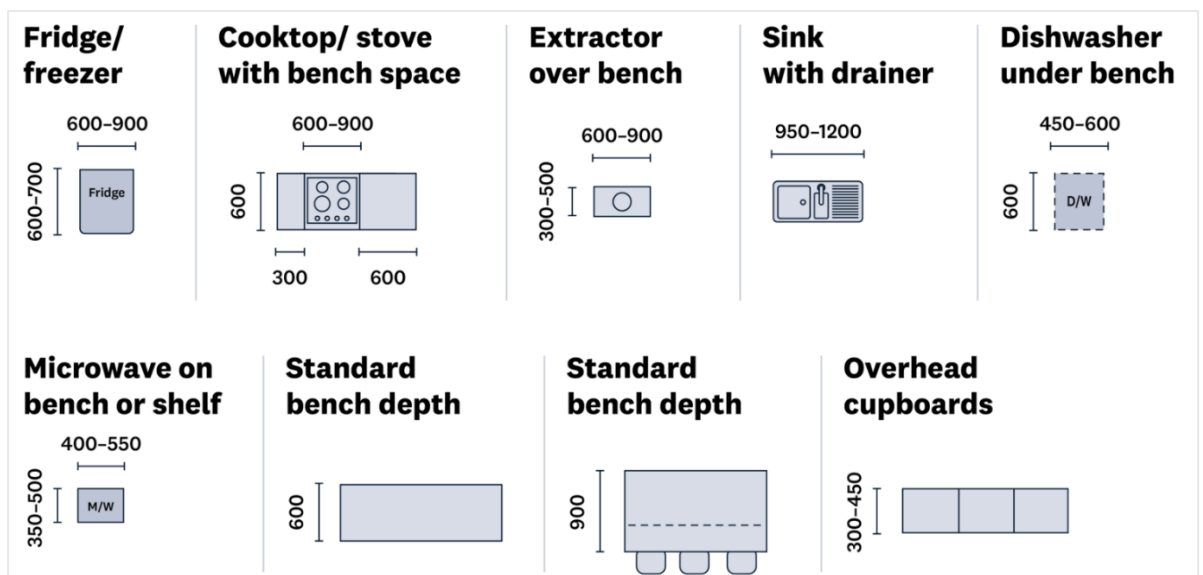 Fridge/
freezer
600–900
600–700
Fridge
Cooktop/ stove
with bench space
600–900
600
300
600
Extractor
over bench
600–900
300–500
Sink
with drainer
950–1200
Dishwasher
under bench
450–600
600
D/W
Microwave on
bench or shelf
400–550
350–500
M/W
Standard
bench depth
600
Standard
bench depth
900
Overhead
cupboards
300–450